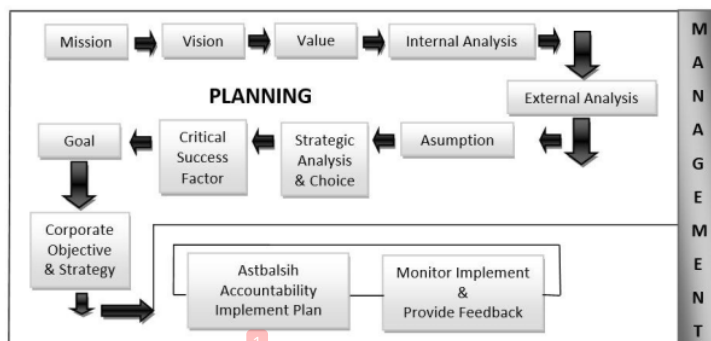 Mission
Vision
Value
Internal Analysis
PLANNING
External Analysis
Goal
Critical
Success
Factor
Strategic
Analysis
& Choice
Asumption
Corporate
Objective
& Strategy
Astbalsih
Accountability
Implement Plan
Monitor Implement
&
Provide Feedback
1
M
A
N
A
G
E
M
E
N
T